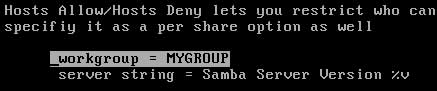 Hosts Allow/Hosts Deny lets you restrict who can
specifiy it as a per share option as well
workgroup = MYGROUP
server string = Samba Server Version %v